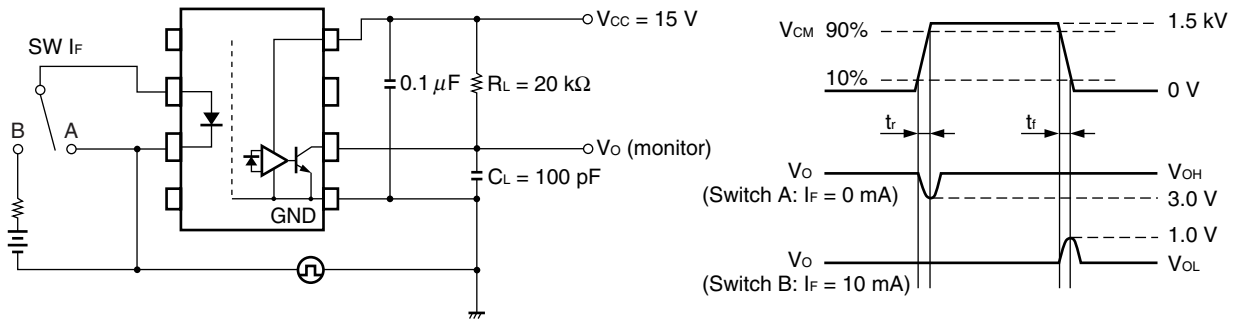 SW IF
B
A
GND
VCC = 15 V
0.1 μF
RL = 20 kΩ
VO (monitor)
CL = 100 pF
VCM 90%
10%
1.5 kV
0 V
tr
tf
VO
(Switch A: IF = 0 mA)
VOH
3.0 V
1.0 V
VO
(Switch B: IF = 10 mA)
VOL